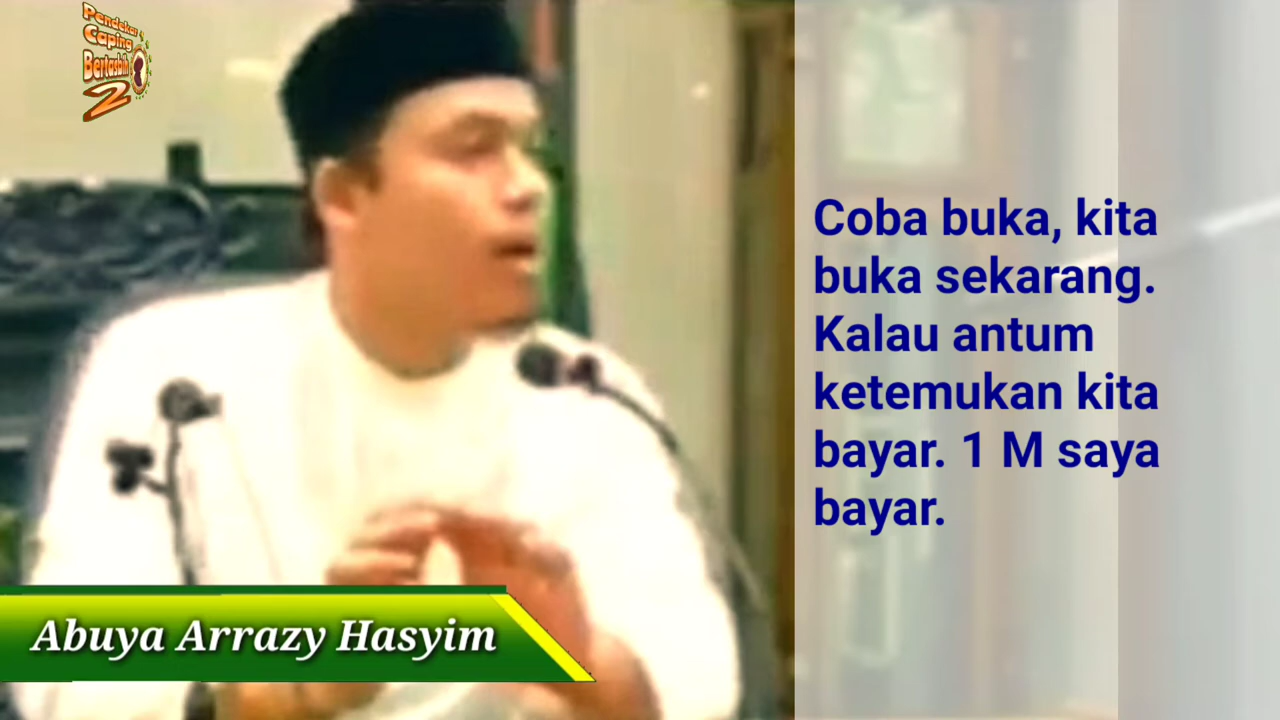 Pendekar
Caping
Bertasbih
2
Coba buka, kita
buka sekarang.
Kalau antum
ketemukan kita
bayar. 1 M saya
bayar.
Abuya Arrazy Hasyim